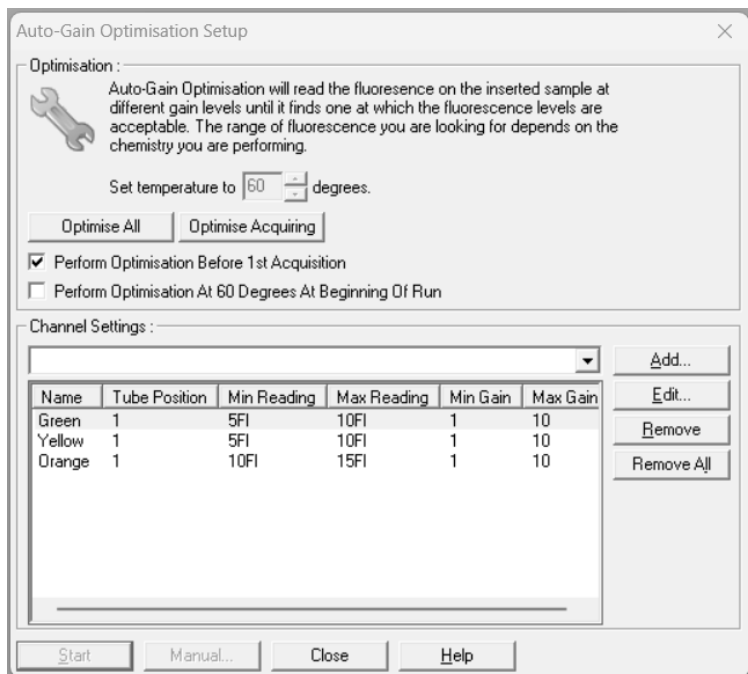 Auto-Gain Optimisation Setup
Optimisation :
Auto-Gain Optimisation will read the fluoresence on the inserted sample at
different gain levels until it finds one at which the fluorescence levels are
acceptable. The range of fluorescence you are looking for depends on the
chemistry you are performing.
Set temperature to 60 degrees.
Optimise All Optimise Acquiring
Perform Optimisation Before 1st Acquisition
Perform Optimisation At 60 Degrees At Beginning Of Run
Channel Settings :
Add...
Name Tube Position Min Reading Max Reading Min Gain Max Gain Edit...
Green 1 5Fl 10Fl 1 10
Yellow 1 5Fl 10Fl 1 10 Remove
Orange 1 10Fl 15Fl 1 10 Remove All
Start Manual... Close Help